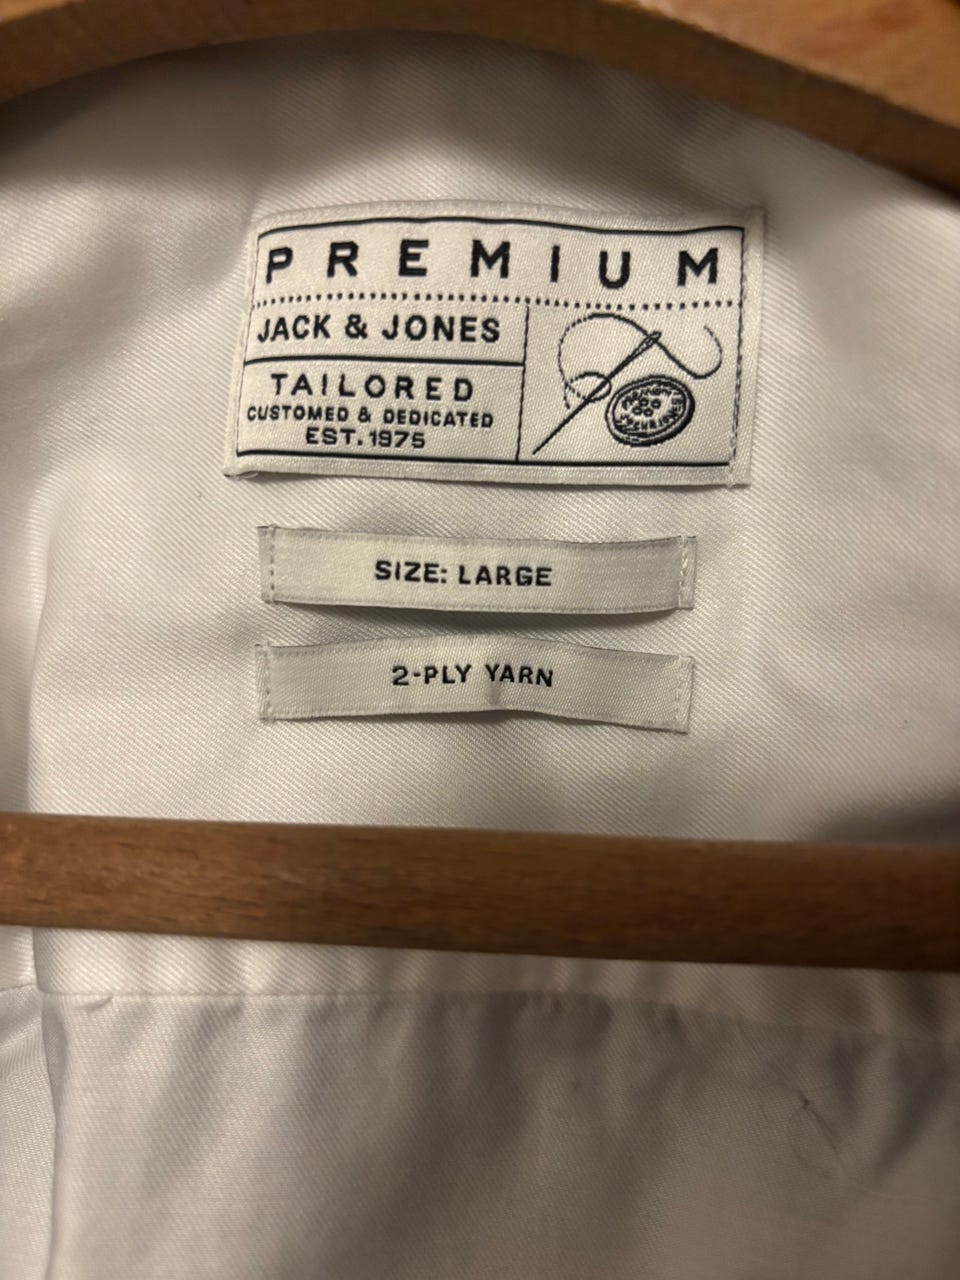 PREMIUM
JACK & JONES
TAILORED
CUSTOMED & DEDICATED
EST. 1975
SIZE: LARGE
2-PLY YARN